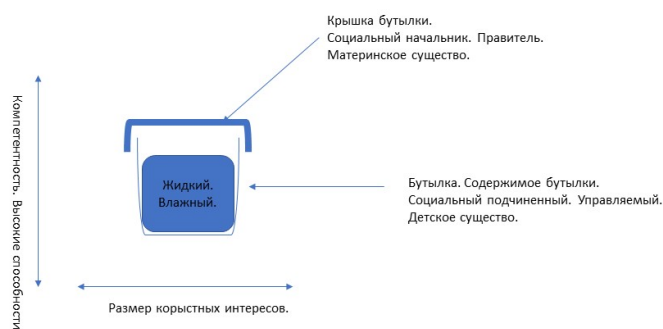 Крышка бутылки.
Социальный начальник. Правитель.
Материнское существо.
Компетентность. Высокие способности
Жидкий.
Влажный.
Бутылка. Содержимое бутылки.
Социальный подчиненный. Управляемый.
Детское существо.
Размер корыстных интересов.